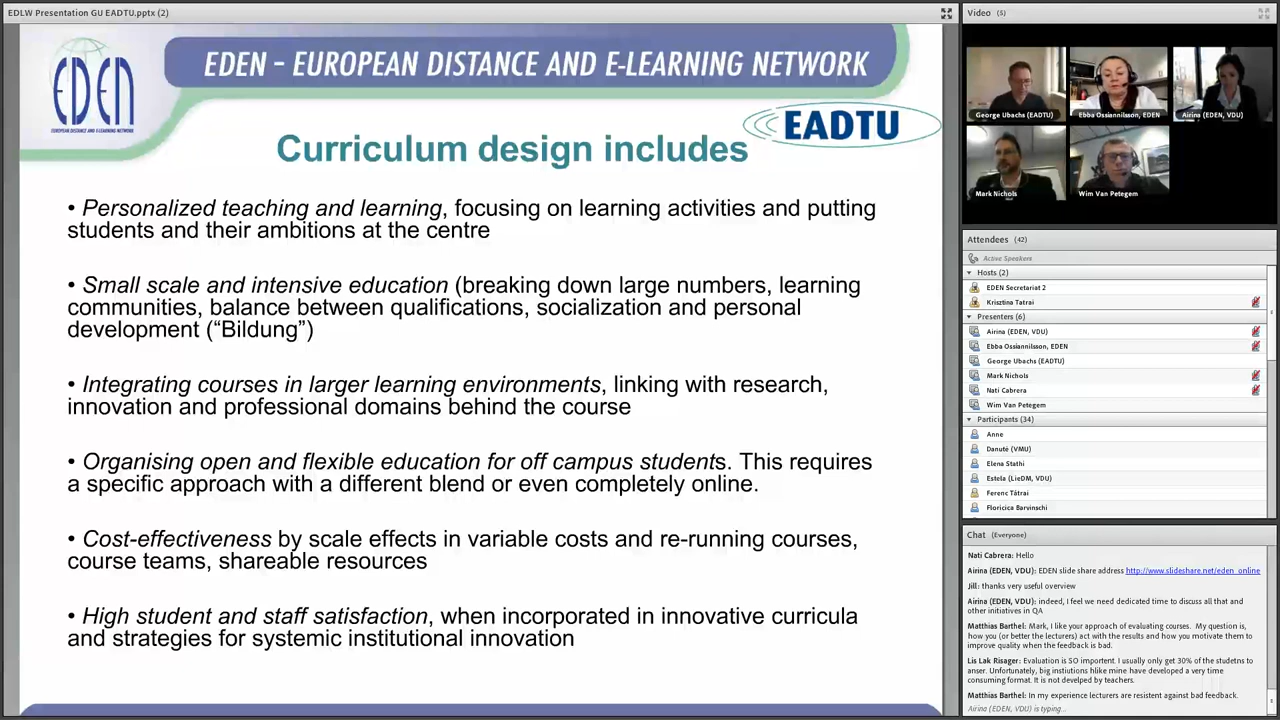 EDLW Presentation GU EADTU.pptx (2)
EDEN
EUROPEAN DISTANCE AND E-LEARNING NETWORK
EDEN – EUROPEAN DISTANCE AND E-LEARNING NETWORK
EADTU
Curriculum design includes
• Personalized teaching and learning, focusing on learning activities and putting
students and their ambitions at the centre
• Small scale and intensive education (breaking down large numbers, learning
communities, balance between qualifications, socialization and personal
development (“Bildung”)
• Integrating courses in larger learning environments, linking with research,
innovation and professional domains behind the course
• Organising open and flexible education for off campus students. This requires
a specific approach with a different blend or even completely online.
• Cost-effectiveness by scale effects in variable costs and re-running courses,
course teams, shareable resources
• High student and staff satisfaction, when incorporated in innovative curricula
and strategies for systemic institutional innovation
Video (5)
George Ubachs (EADTU)
Ebba Ossiannilsson, EDEN
Airina (EDEN, VDU)
Mark Nichols
Wim Van Petegem
Attendees (42)
Active Speakers
Hosts (2)
EDEN Secretariat 2
Krisztina Tatrai
Presenters (6)
Airina (EDEN, VDU)
Ebba Ossiannilsson, EDEN
George Ubachs (EADTU)
Mark Nichols
Nati Cabrera
Wim Van Petegem
Participants (34)
Anne
Danutė (VMU)
Elena Stathi
Estela (LieDM, VDU)
Ferenc Tátrai
Floricica Barvinschi
Chat (Everyone)
Nati Cabrera: Hello
Airina (EDEN, VDU): EDEN slide share address http://www.slideshare.net/eden_online
Jill: thanks very useful overview
Airina (EDEN, VDU): indeed, I feel we need dedicated time to discuss all that and
other initiatives in QA
Matthias Barthel: Mark, I like your approach of evaluating courses. My question is,
how you (or better the lecturers) act with the results and how you motivate them to
improve quality when the feedback is bad.
Lis Lak Risager: Evaluation is SO importent. I usually only get 30% of the studetns to
anser. Unfortunately, big instiutions hlike mine have developed a very time
consuming format. It is not develped by teachers.
Matthias Barthel: In my experience lecturers are resistent against bad feedback.
Airina (EDEN, VDU) is typing...